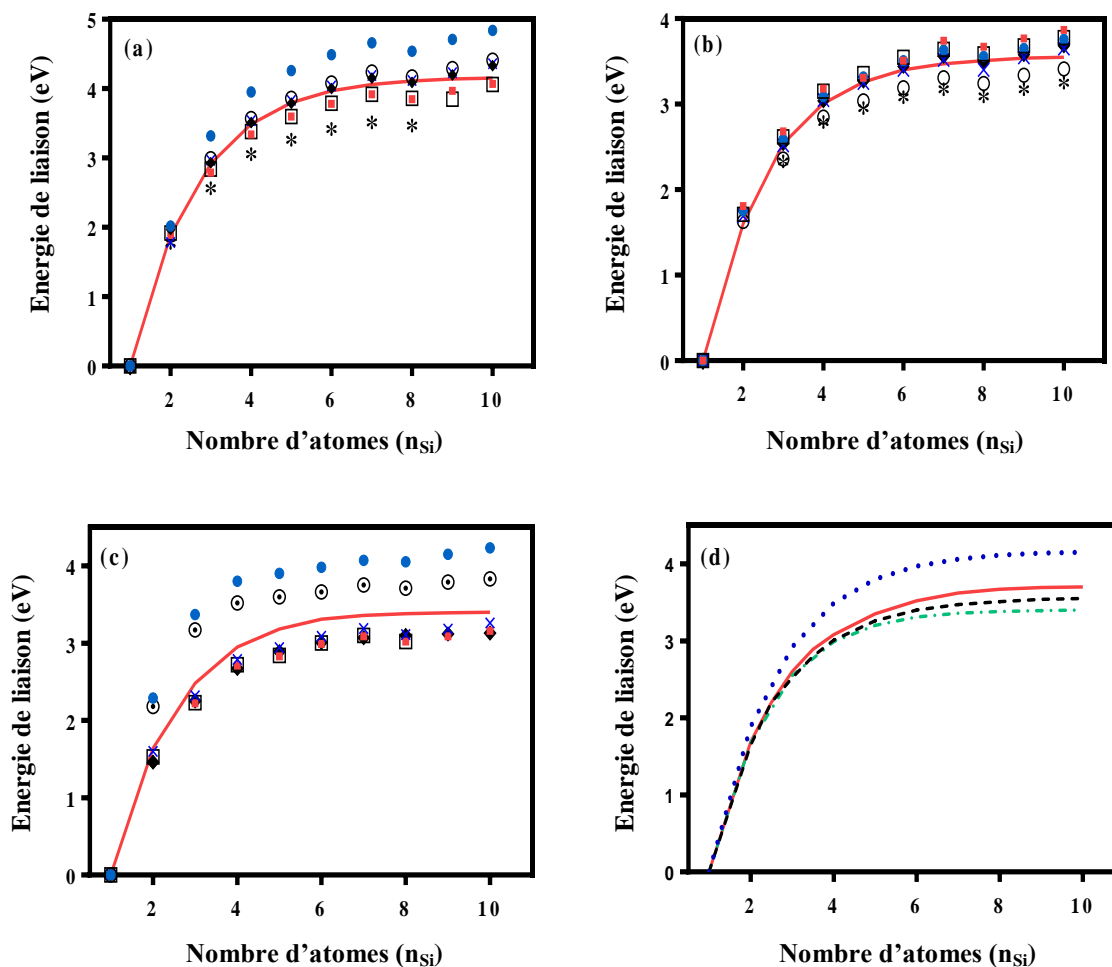 (a)
Energie de liaison (eV)
5
4
3
2
1
0
2 4 6 8 10
Nombre d’atomes (nSi)
(b)
Energie de liaison (eV)
4
3
2
1
0
2 4 6 8 10
Nombre d’atomes (nSi)
(c)
Energie de liaison (eV)
4
3
2
1
0
2 4 6 8 10
Nombre d’atomes (nSi)
(d)
Energie de liaison (eV)
4
3
2
1
0
2 4 6 8 10
Nombre d’atomes (nSi)